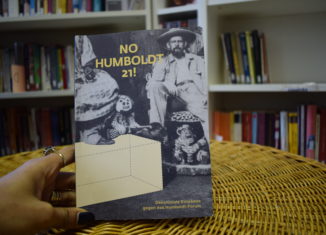 NO
HUMBOLDT
21!
Dekoloniale Einwände
gegen das Humboldt-Forum